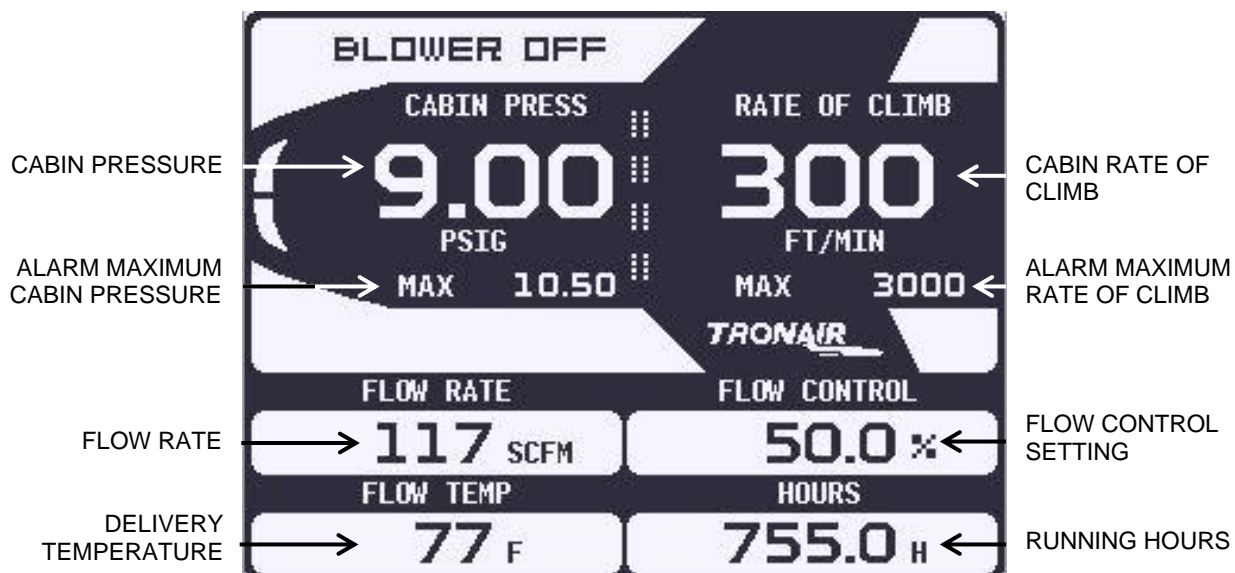 BLOWER OFF
CABIN PRESS
RATE OF CLIMB
CABIN PRESSURE
9.00
300
CABIN RATE OF
CLIMB
PSIG
FT/MIN
ALARM MAXIMUM
CABIN PRESSURE
MAX 10.50
MAX 3000
ALARM MAXIMUM
RATE OF CLIMB
TRONAIR
FLOW RATE
FLOW CONTROL
FLOW RATE
117 SCFM
50.0 %
FLOW CONTROL
SETTING
FLOW TEMP
HOURS
DELIVERY
TEMPERATURE
77 F
755.0 H
RUNNING HOURS